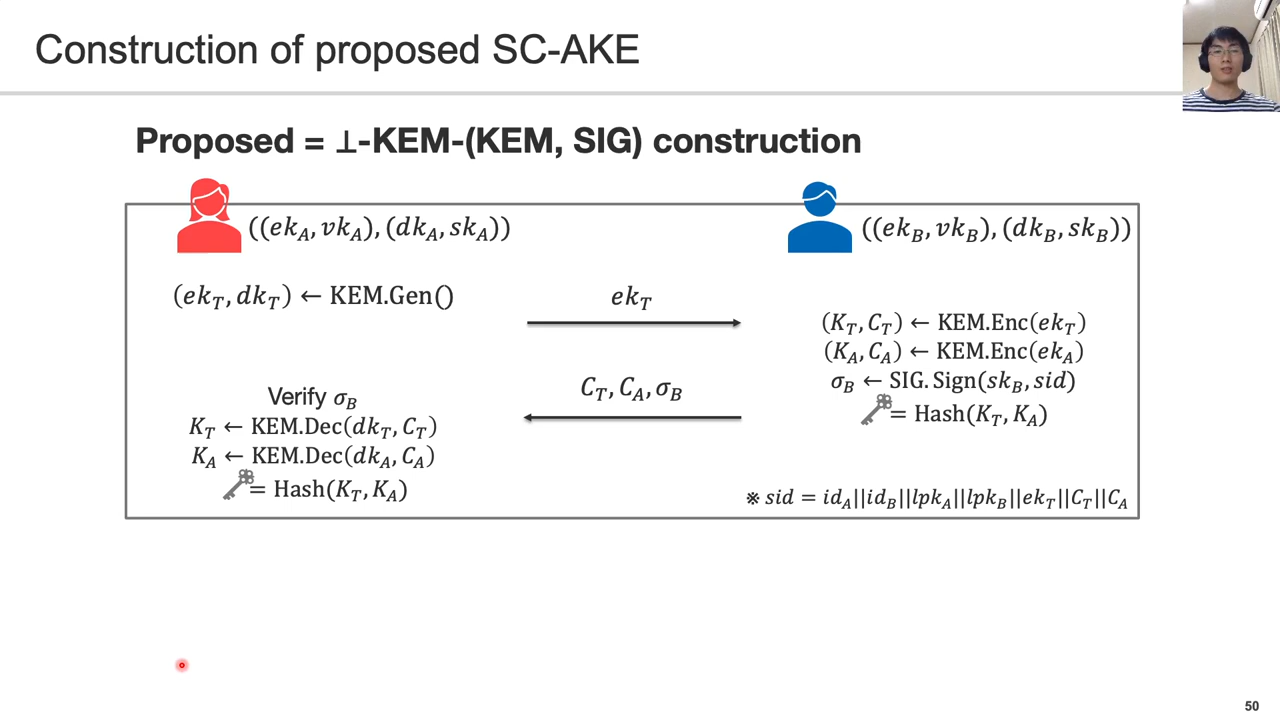 Construction of proposed SC-AKE
Proposed = ⊥-KEM-(KEM, SIG) construction
((ek_A, vk_A), (dk_A, sk_A))
((ek_B, vk_B), (dk_B, sk_B))
(ek_T, dk_T) ← KEM.Gen()
ek_T
(K_T, C_T) ← KEM.Enc(ek_T)
(K_A, C_A) ← KEM.Enc(ek_A)
σ_B ← SIG.Sign(sk_B, sid)
= Hash(K_T, K_A)
C_T, C_A, σ_B
Verify σ_B
K_T ← KEM.Dec(dk_T, C_T)
K_A ← KEM.Dec(dk_A, C_A)
= Hash(K_T, K_A)
※ sid = id_A||id_B||lpk_A||lpk_B||ek_T||C_T||C_A
50